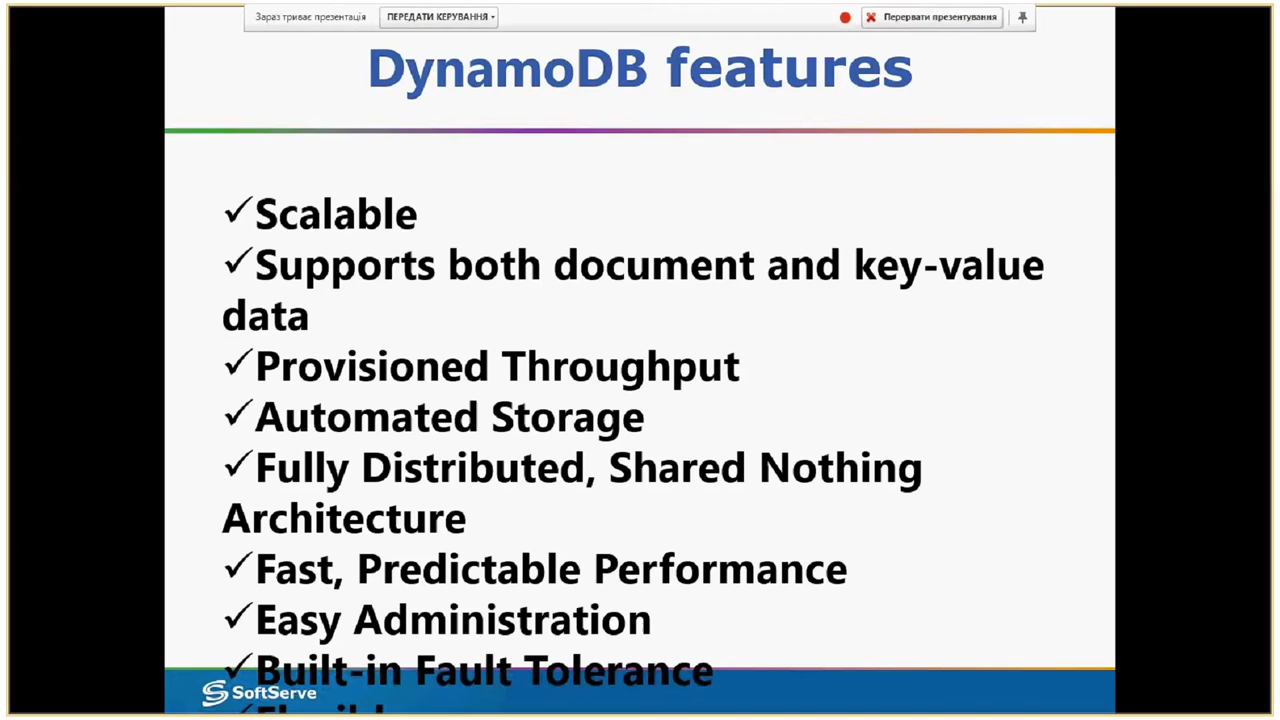 Зараз триває презентація ПЕРЕДАТИ КЕРУВАННЯ Перервати презентування
DynamoDB features
✓Scalable
✓Supports both document and key-value
data
✓Provisioned Throughput
✓Automated Storage
✓Fully Distributed, Shared Nothing
Architecture
✓Fast, Predictable Performance
✓Easy Administration
✓Built-in Fault Tolerance
SoftServe